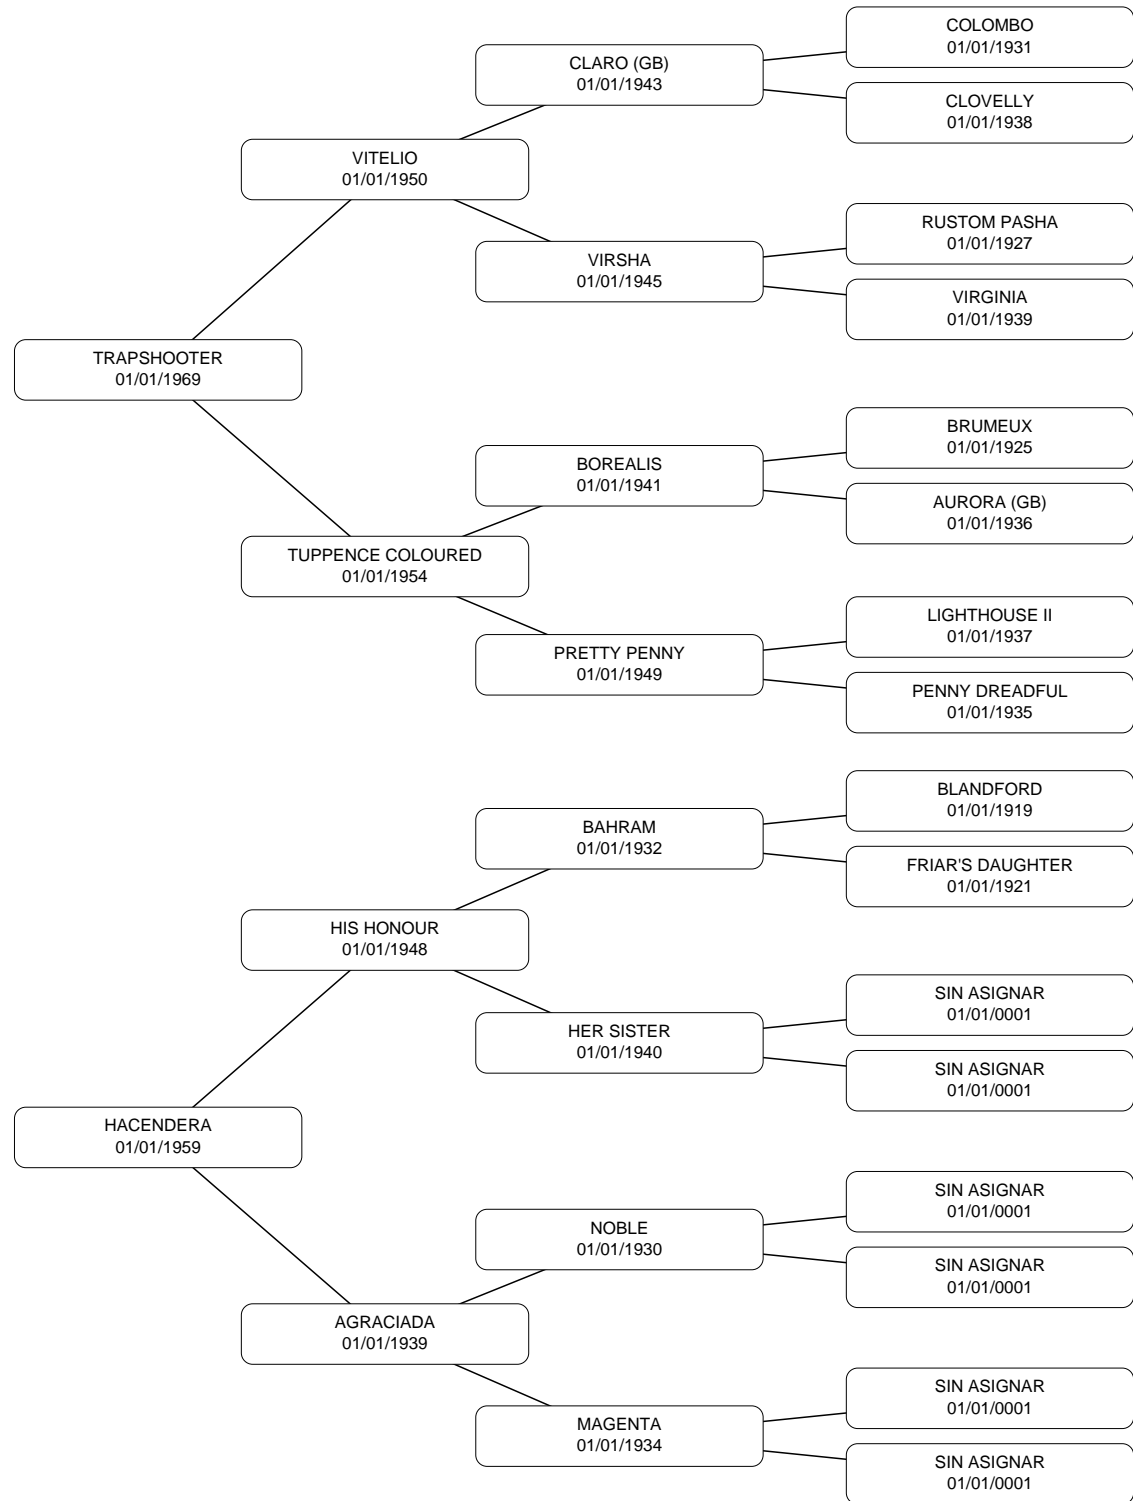 COLOMBO
01/01/1931
CLARO (GB)
01/01/1943
CLOVELLY
01/01/1938
VITELIO
01/01/1950
RUSTOM PASHA
01/01/1927
VIRSHA
01/01/1945
VIRGINIA
01/01/1939
TRAPSHOOTER
01/01/1969
BRUMEUX
01/01/1925
BOREALIS
01/01/1941
AURORA (GB)
01/01/1936
TUPPENCE COLOURED
01/01/1954
LIGHTHOUSE II
01/01/1937
PRETTY PENNY
01/01/1949
PENNY DREADFUL
01/01/1935
BLANDFORD
01/01/1919
BAHRAM
01/01/1932
FRIAR'S DAUGHTER
01/01/1921
HIS HONOUR
01/01/1948
SIN ASIGNAR
01/01/0001
HER SISTER
01/01/1940
SIN ASIGNAR
01/01/0001
HACENDERA
01/01/1959
SIN ASIGNAR
01/01/0001
NOBLE
01/01/1930
SIN ASIGNAR
01/01/0001
AGRACIADA
01/01/1939
SIN ASIGNAR
01/01/0001
MAGENTA
01/01/1934
SIN ASIGNAR
01/01/0001